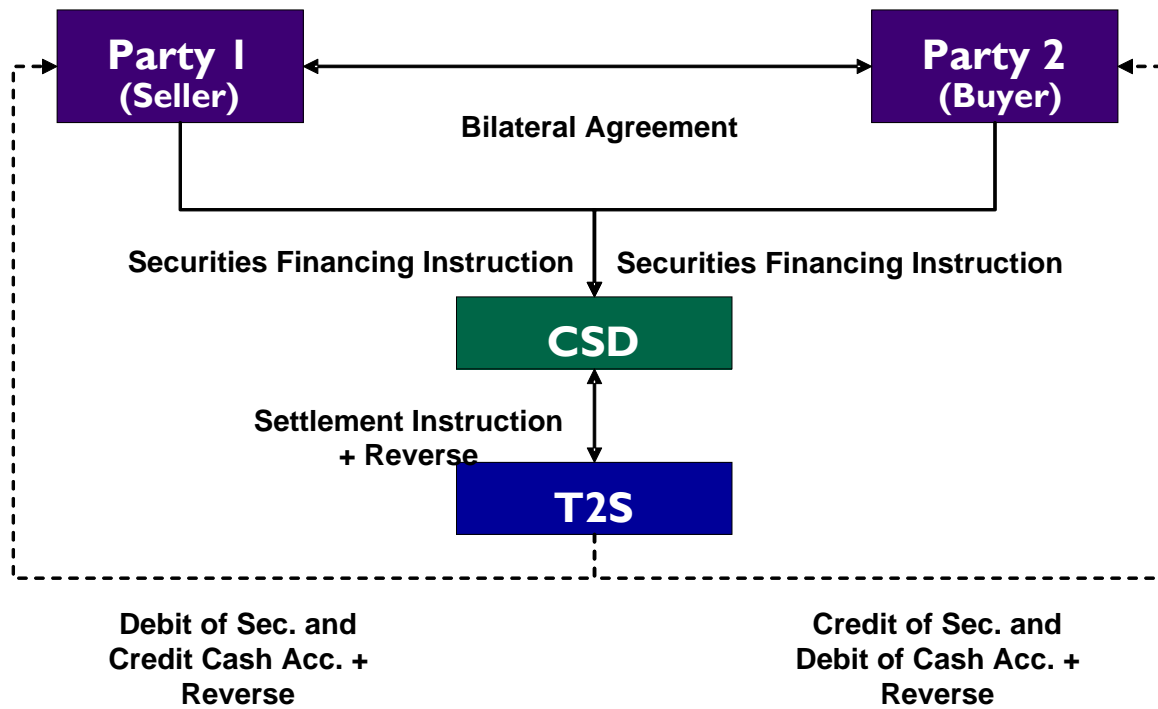 Party 1
(Seller)
Party 2
(Buyer)
Bilateral Agreement
Securities Financing Instruction
Securities Financing Instruction
CSD
Settlement Instruction
+ Reverse
T2S
Debit of Sec. and
Credit Cash Acc. +
Reverse
Credit of Sec. and
Debit of Cash Acc. +
Reverse